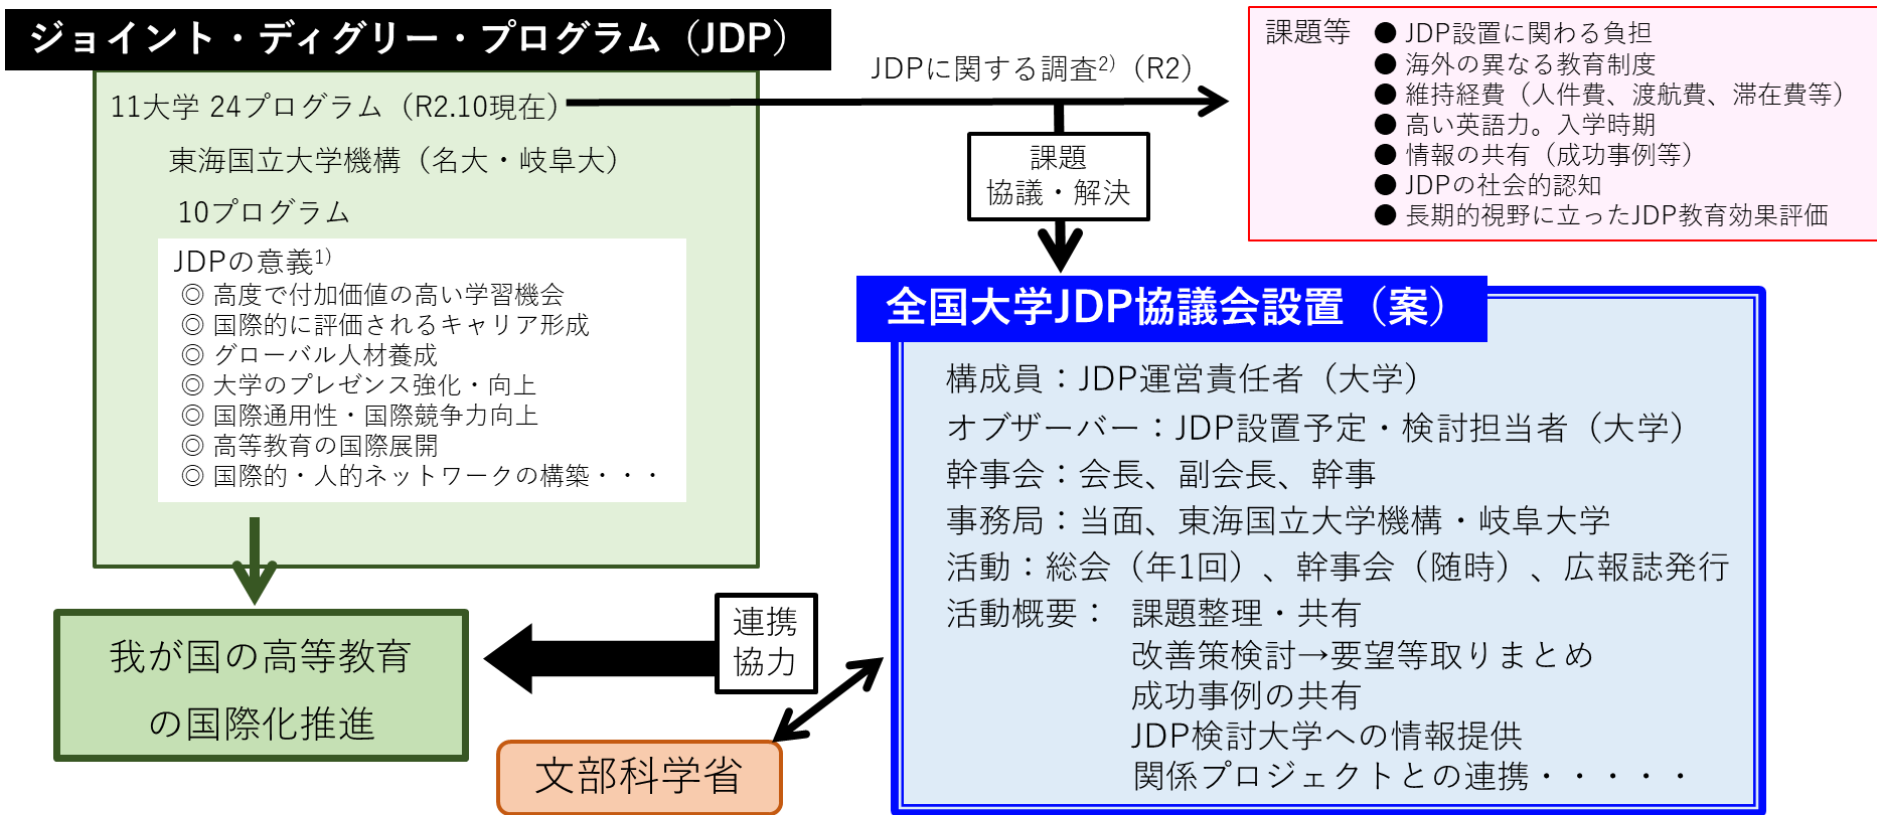 ジョイント・ディグリー・プログラム（JDP）
11大学 24プログラム（R2.10現在）
東海国立大学機構（名大・岐阜大）
10プログラム
JDPの意義1)
◎ 高度で付加価値の高い学習機会
◎ 国際的に評価されるキャリア形成
◎ グローバル人材養成
◎ 大学のプレゼンス強化・向上
◎ 国際通用性・国際競争力向上
◎ 高等教育の国際展開
◎ 国際的・人的ネットワークの構築・・・
我が国の高等教育
の国際化推進
JDPに関する調査2)（R2）
課題等
● JDP設置に関わる負担
● 海外の異なる教育制度
● 維持経費（人件費、渡航費、滞在費等）
● 高い英語力。入学時期
● 情報の共有（成功事例等）
● JDPの社会的認知
● 長期的視野に立ったJDP教育効果評価
課題
協議・解決
全国大学JDP協議会設置（案）
構成員：JDP運営責任者（大学）
オブザーバー：JDP設置予定・検討担当者（大学）
幹事会：会長、副会長、幹事
事務局：当面、東海国立大学機構・岐阜大学
活動：総会（年1回）、幹事会（随時）、広報誌発行
活動概要： 課題整理・共有
改善策検討→要望等取りまとめ
成功事例の共有
JDP検討大学への情報提供
関係プロジェクトとの連携・・・・・
連携
協力
文部科学省